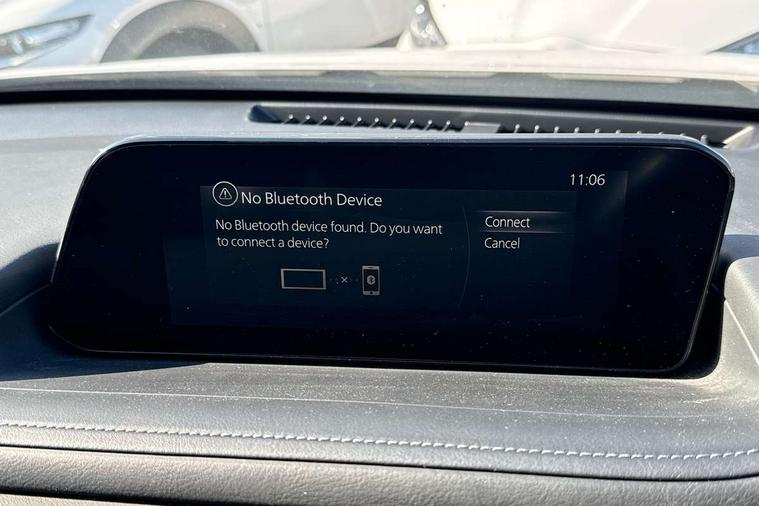 11:06
No Bluetooth Device
No Bluetooth device found. Do you want
to connect a device?
Connect
Cancel